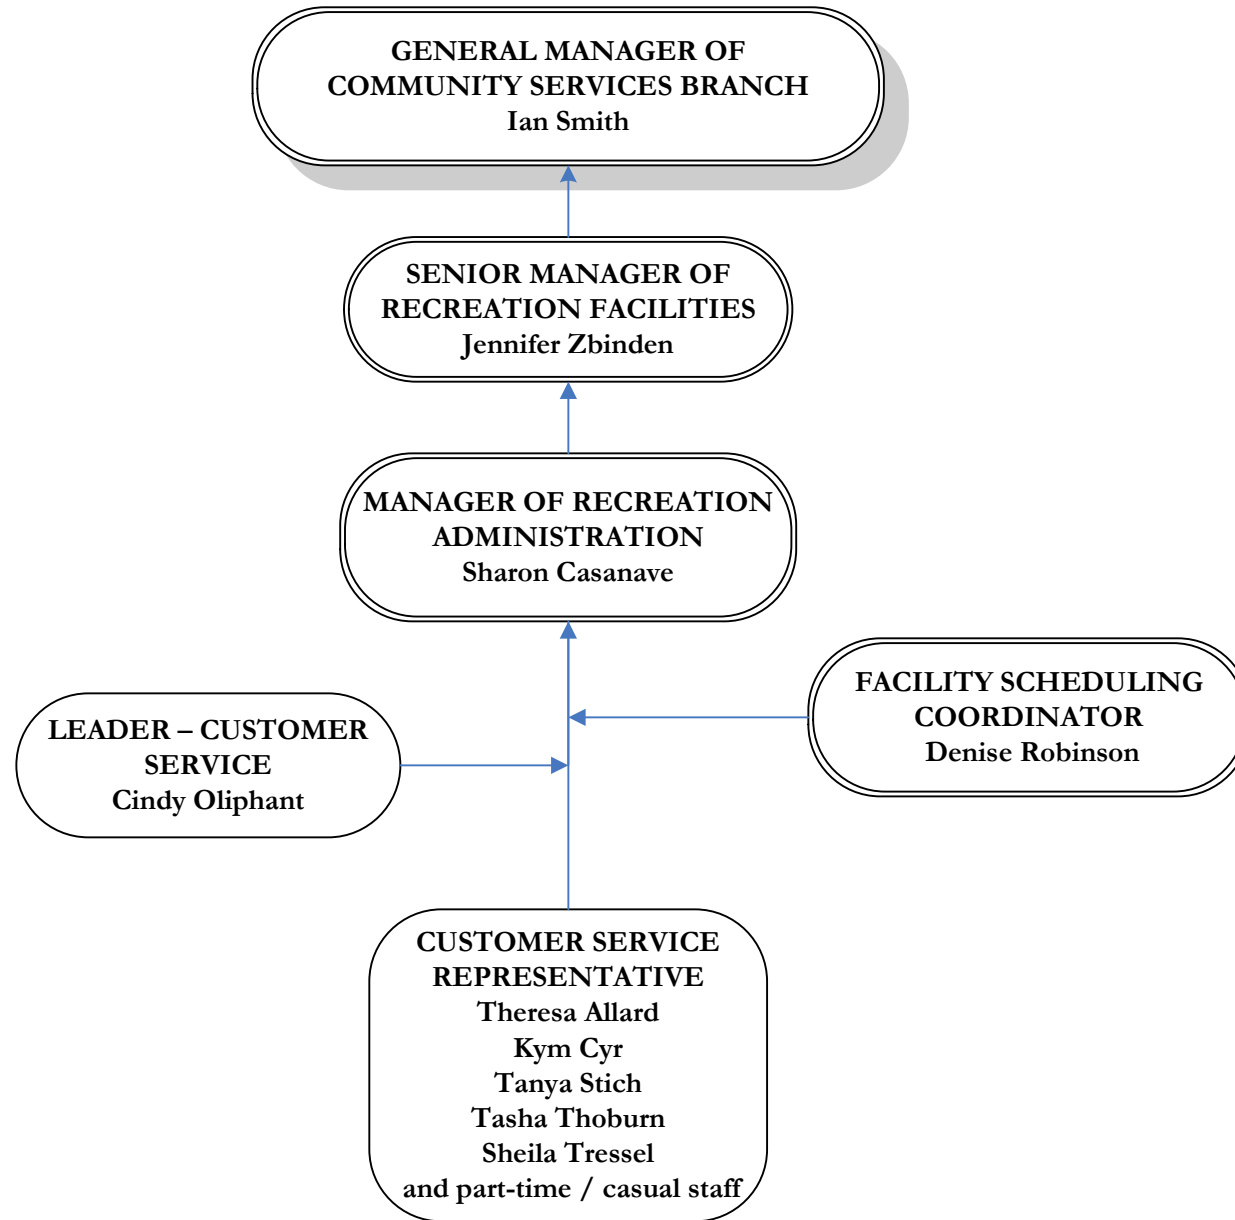 GENERAL MANAGER OF
COMMUNITY SERVICES BRANCH
Ian Smith
SENIOR MANAGER OF
RECREATION FACILITIES
Jennifer Zbinden
MANAGER OF RECREATION
ADMINISTRATION
Sharon Casanave
FACILITY SCHEDULING
COORDINATOR
Denise Robinson
LEADER – CUSTOMER
SERVICE
Cindy Oliphant
CUSTOMER SERVICE
REPRESENTATIVE
Theresa Allard
Kym Cyr
Tanya Stich
Tasha Thoburn
Sheila Tressel
and part-time / casual staff